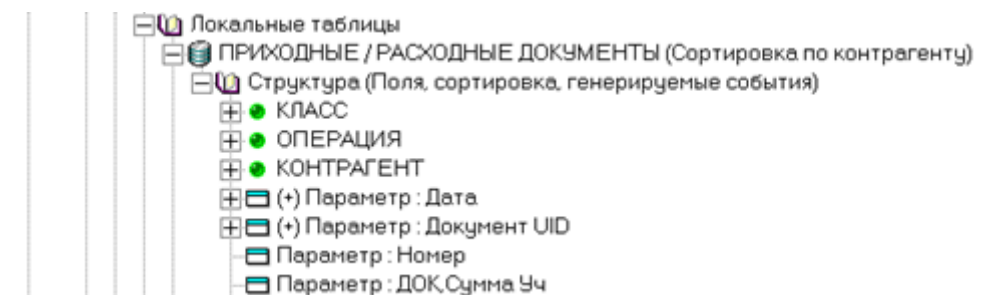 Локальные таблицы
ПРИХОДНЫЕ / РАСХОДНЫЕ ДОКУМЕНТЫ (Сортировка по контрагенту)
Структура (Поля, сортировка, генерируемые события)
КЛАСС
ОПЕРАЦИЯ
КОНТРАГЕНТ
(+) Параметр : Дата
(+) Параметр : Документ UID
Параметр : Номер
Параметр : ДОК,Сумма Уч